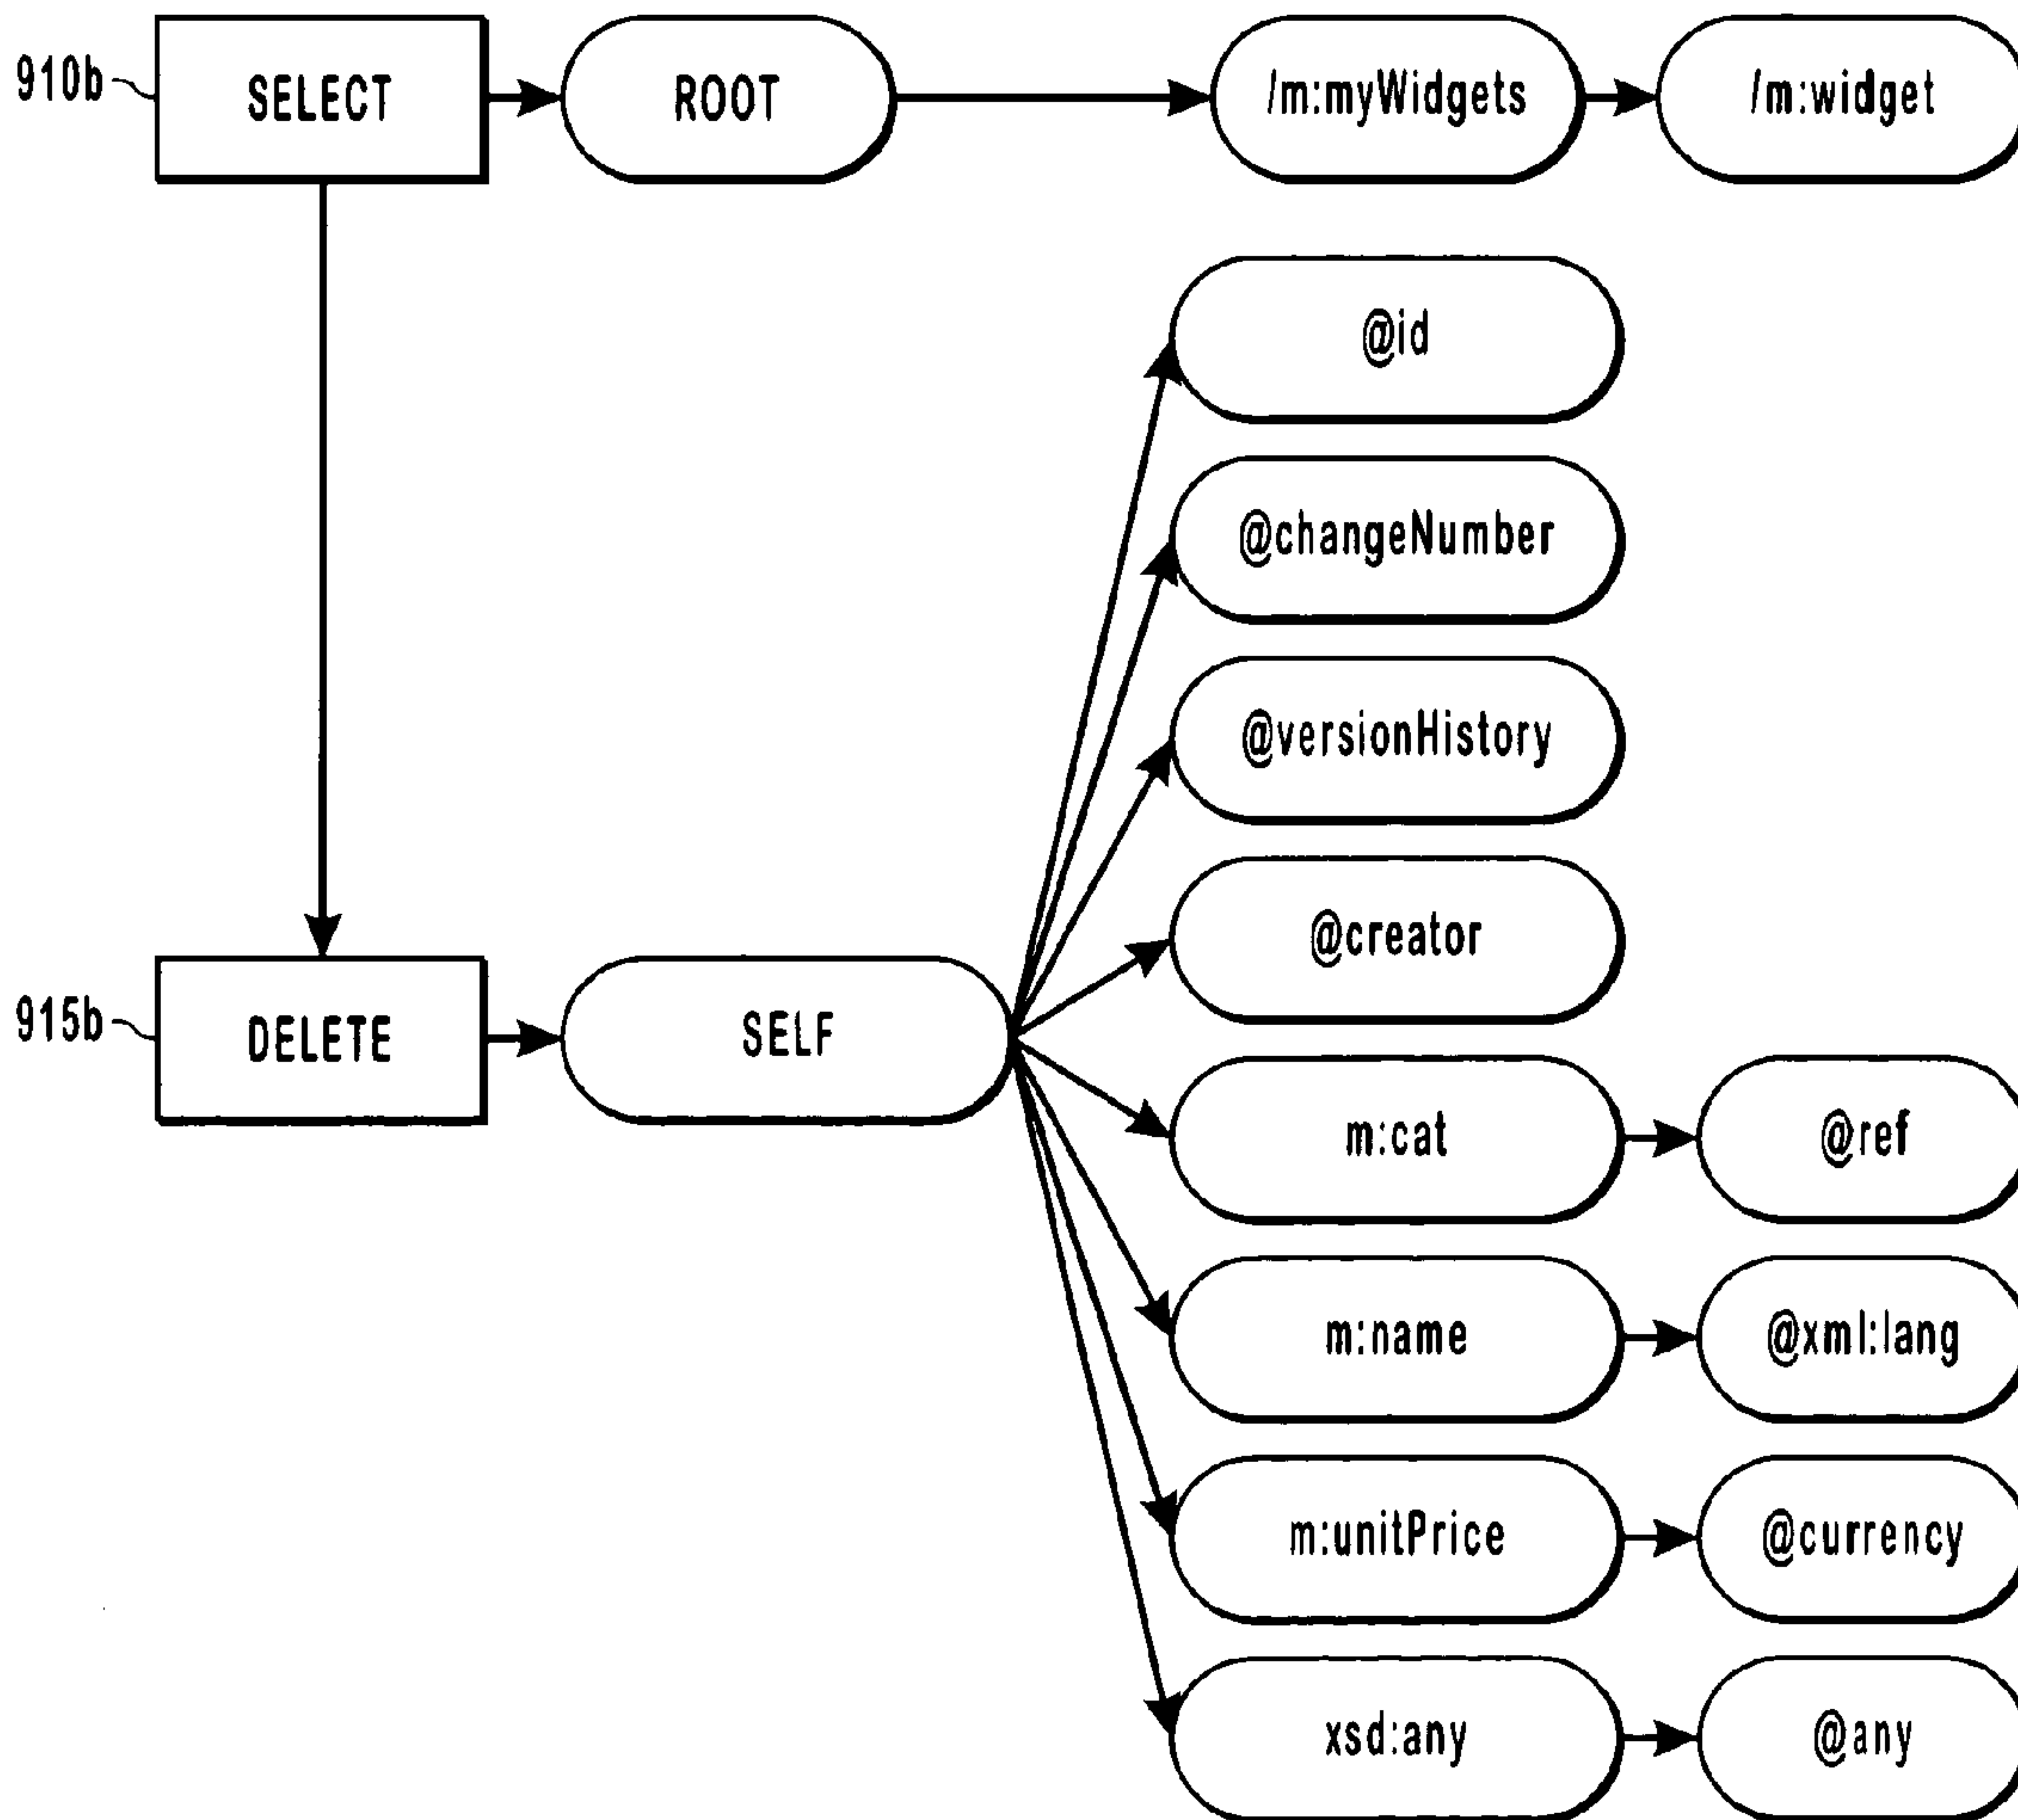 910b SELECT ROOT /m:myWidgets /m:widget
@id
@changeNumber
@versionHistory
@creator
915b DELETE SELF
m:cat @ref
m:name @xml:lang
m:unitPrice @currency
xsd:any @any